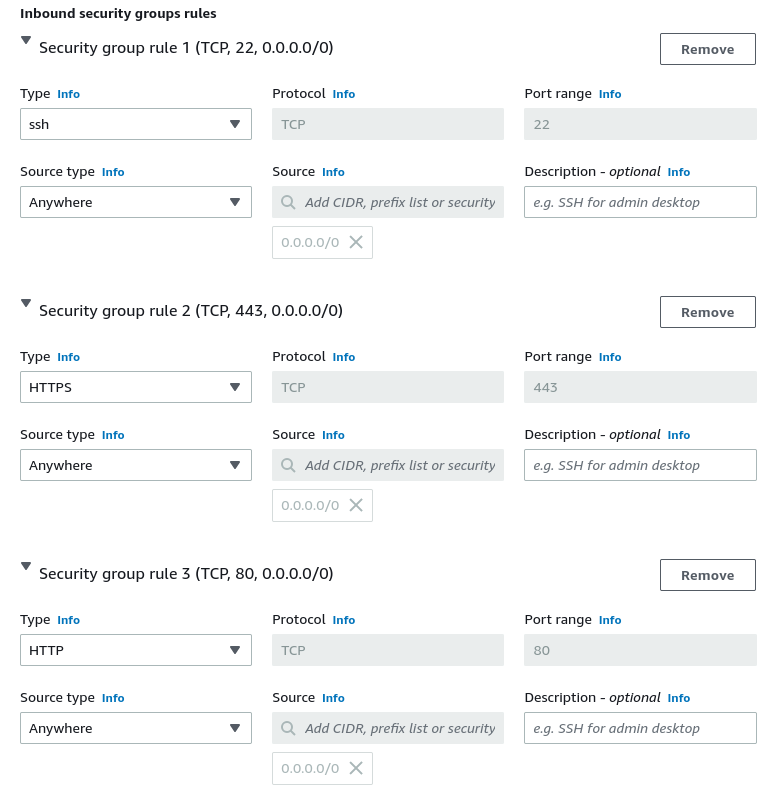 Inbound security groups rules
Security group rule 1 (TCP, 22, 0.0.0.0/0) Remove
Type Info Protocol Info Port range Info
ssh TCP 22
Source type Info Source Info Description - optional Info
Anywhere Add CIDR, prefix list or security e.g. SSH for admin desktop
0.0.0.0/0
Security group rule 2 (TCP, 443, 0.0.0.0/0) Remove
Type Info Protocol Info Port range Info
HTTPS TCP 443
Source type Info Source Info Description - optional Info
Anywhere Add CIDR, prefix list or security e.g. SSH for admin desktop
0.0.0.0/0
Security group rule 3 (TCP, 80, 0.0.0.0/0) Remove
Type Info Protocol Info Port range Info
HTTP TCP 80
Source type Info Source Info Description - optional Info
Anywhere Add CIDR, prefix list or security e.g. SSH for admin desktop
0.0.0.0/0